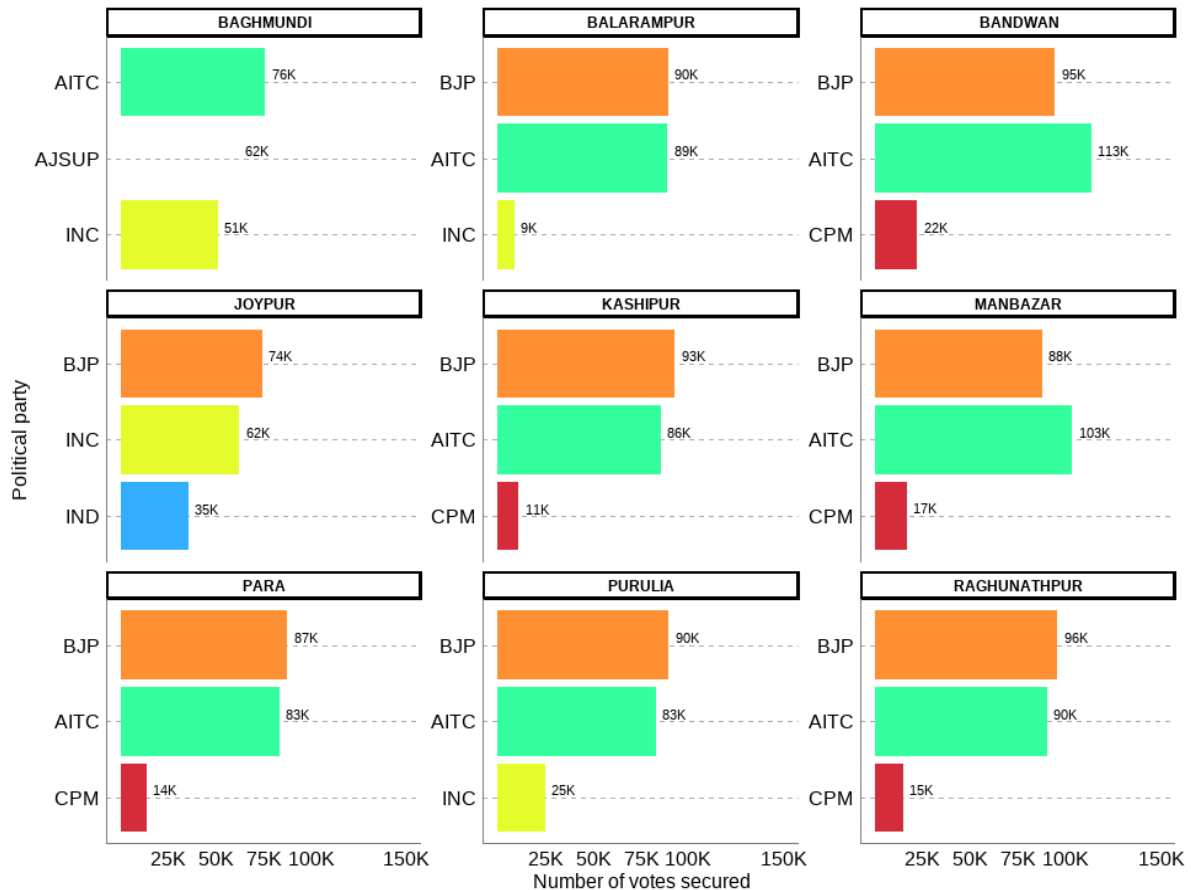 BAGHMUNDI
AITC 76K
AJSUP 62K
INC 51K
BALARAMPUR
BJP 90K
AITC 89K
INC 9K
BANDWAN
BJP 95K
AITC 113K
CPM 22K
JOYPUR
BJP 74K
INC 62K
IND 35K
KASHIPUR
BJP 93K
AITC 86K
CPM 11K
MANBAZAR
BJP 88K
AITC 103K
CPM 17K
PARA
BJP 87K
AITC 83K
CPM 14K
25K 50K 75K 100K 150K
PURULIA
BJP 90K
AITC 83K
INC 25K
25K 50K 75K 100K 150K
RAGHUNATHPUR
BJP 96K
AITC 90K
CPM 15K
25K 50K 75K 100K 150K
Political party
Number of votes secured